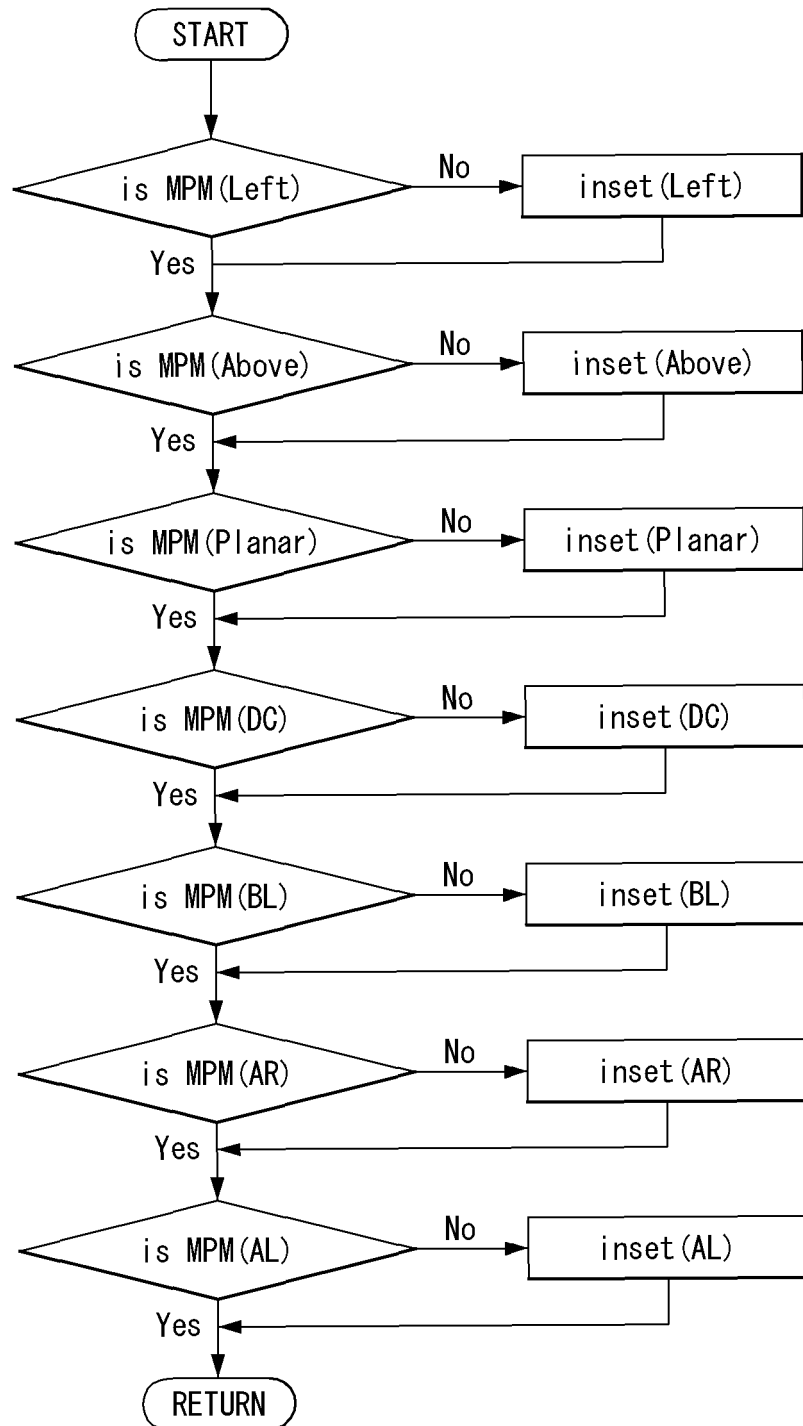 START
is MPM(Left)
No
inset(Left)
Yes
is MPM(Above)
No
inset(Above)
Yes
is MPM(Planar)
No
inset(Planar)
Yes
is MPM(DC)
No
inset(DC)
Yes
is MPM(BL)
No
inset(BL)
Yes
is MPM(AR)
No
inset(AR)
Yes
is MPM(AL)
No
inset(AL)
Yes
RETURN